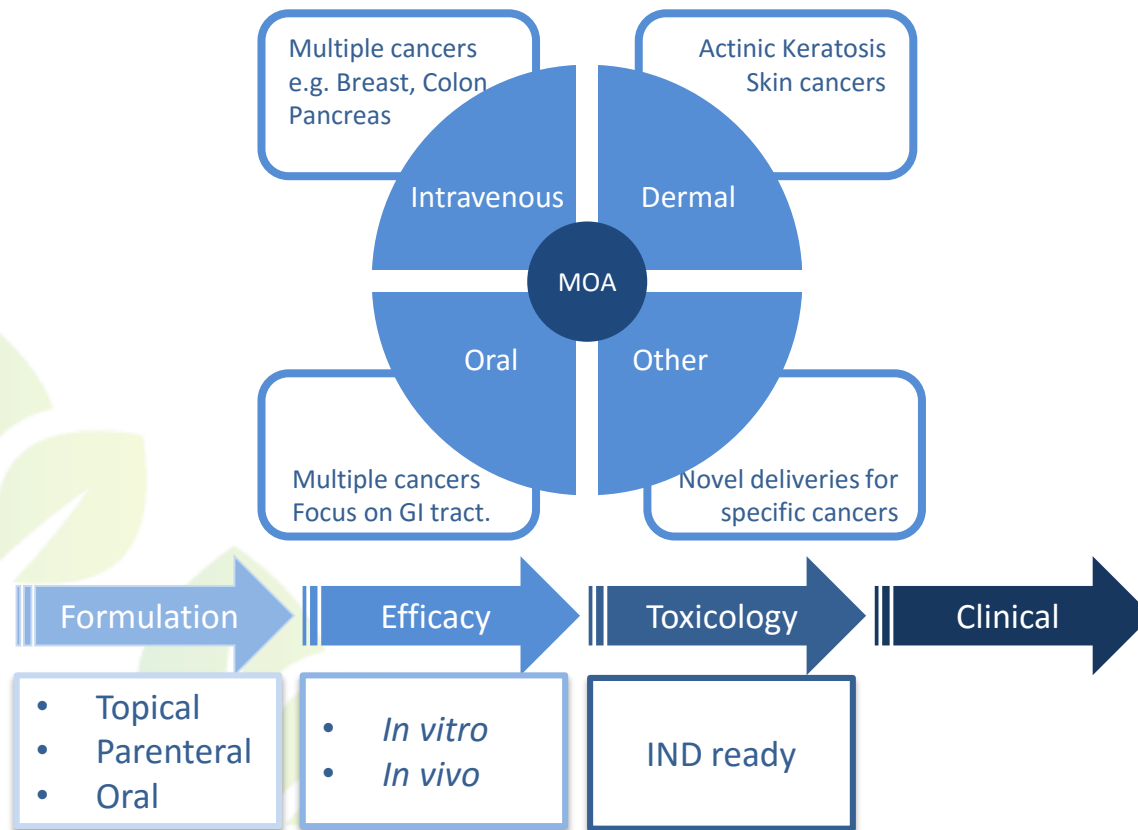 Multiple cancers
e.g. Breast, Colon
Pancreas
Actinic Keratosis
Skin cancers
Intravenous
Dermal
MOA
Oral
Other
Multiple cancers
Focus on GI tract.
Novel deliveries for
specific cancers
Formulation
Efficacy
Toxicology
Clinical
• Topical
• Parenteral
• Oral
• In vitro
• In vivo
IND ready